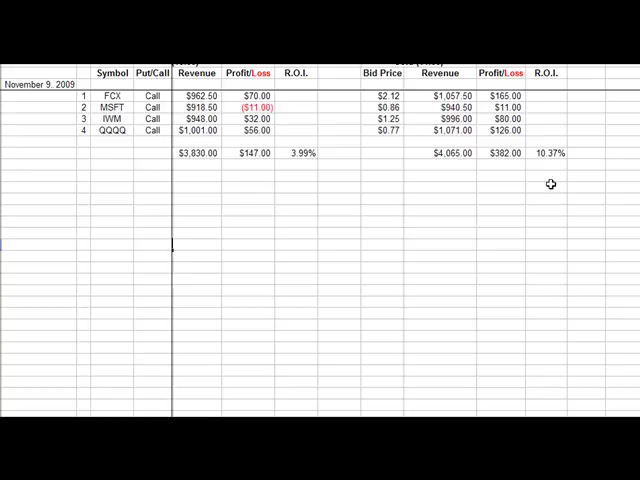 Symbol Put/Call Revenue Profit/Loss R.O.I. Bid Price Revenue Profit/Loss R.O.I.
November 9. 2009
1 FCX Call $962.50 $70.00 $2.12 $1,057.50 $165.00
2 MSFT Call $918.50 ($11.00) $0.86 $940.50 $11.00
3 IWM Call $948.00 $32.00 $1.25 $996.00 $80.00
4 QQQQ Call $1,001.00 $56.00 $0.77 $1,071.00 $126.00
$3,830.00 $147.00 3.99% $4,065.00 $382.00 10.37%